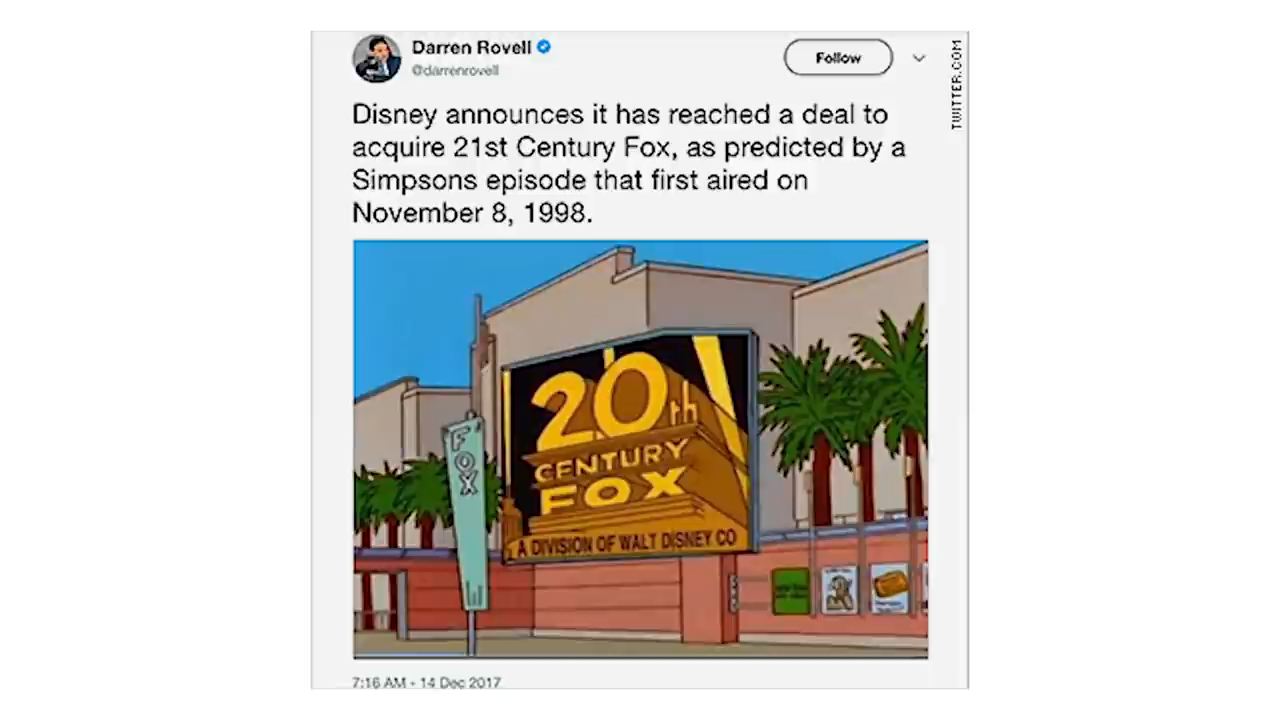 Darren Rovell
@darrenrovell
Follow
TWITTER.COM
Disney announces it has reached a deal to
acquire 21st Century Fox, as predicted by a
Simpsons episode that first aired on
November 8, 1998.
20th
CENTURY
FOX
A DIVISION OF WALT DISNEY CO
FOX
7:16 AM - 14 Dec 2017